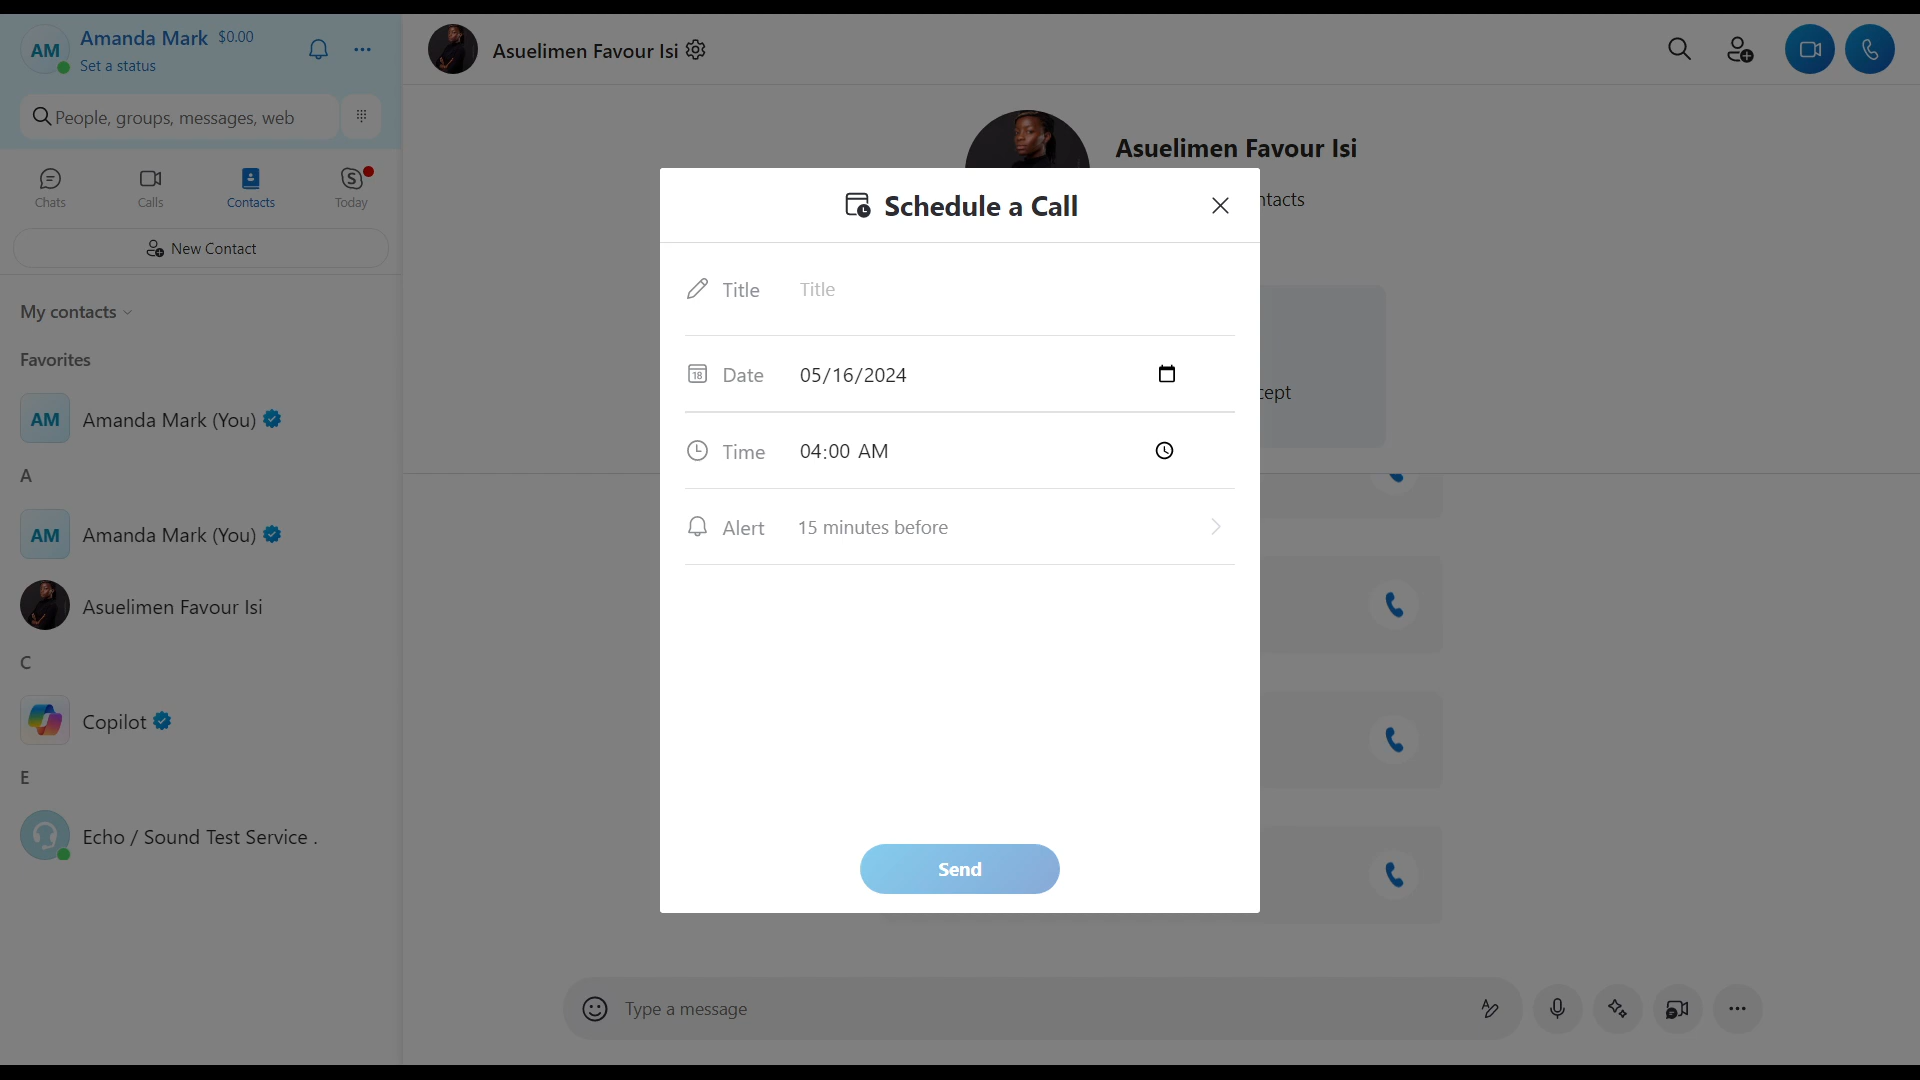 AM Amanda Mark $0.00
Set a status
People, groups, messages, web
Chats Calls Contacts Today
New Contact
My contacts
Favorites
AM Amanda Mark (You)
A
AM Amanda Mark (You)
Asuelimen Favour Isi
C
Copilot
E
Echo / Sound Test Service .
Asuelimen Favour Isi
Asuelimen Favour Isi
ntacts
cept
Schedule a Call
Title Title
18 Date 05/16/2024
Time 04:00 AM
Alert 15 minutes before
Send
Type a message